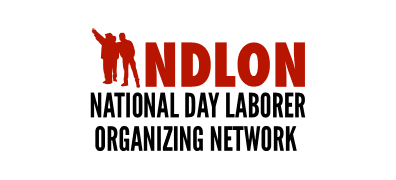 NDLON
NATIONAL DAY LABORER
ORGANIZING NETWORK